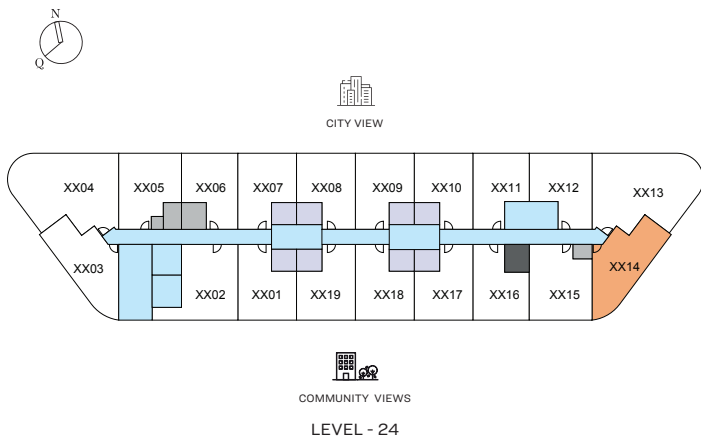 N
Q
CITY VIEW
XX04 XX05 XX06 XX07 XX08 XX09 XX10 XX11 XX12 XX13
XX03 XX14
XX02 XX01 XX19 XX18 XX17 XX16 XX15
COMMUNITY VIEWS
LEVEL - 24